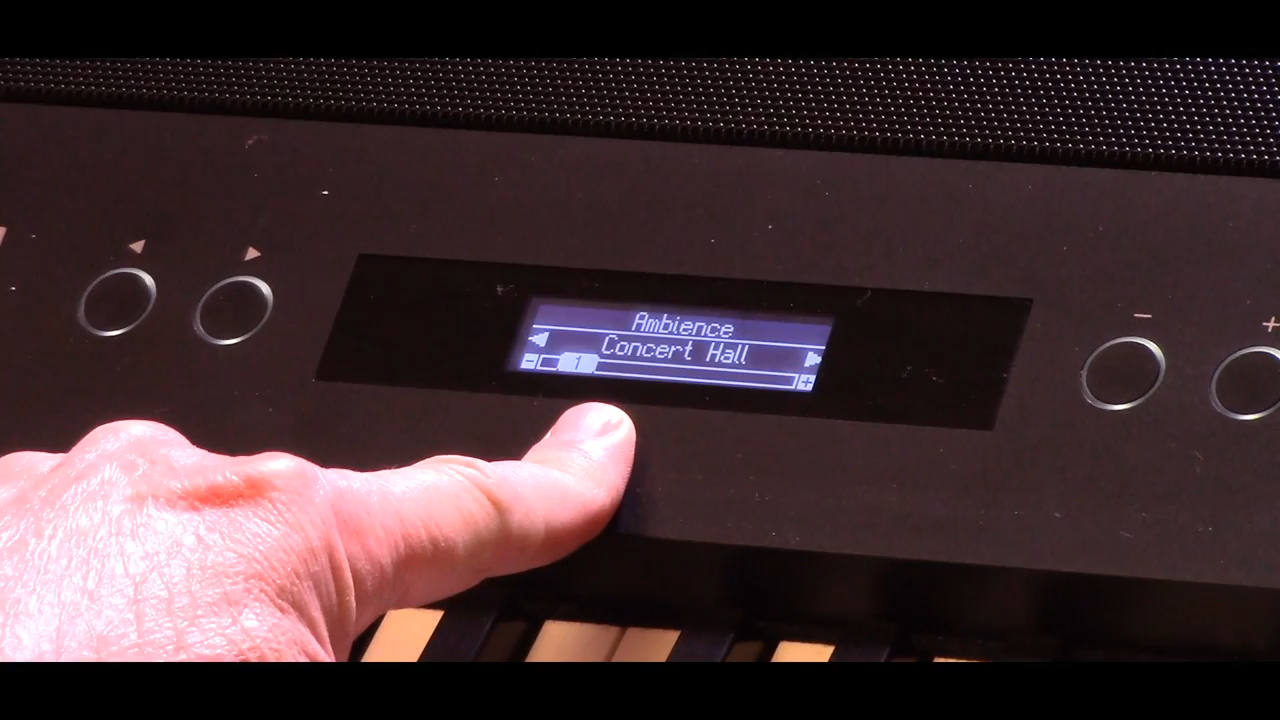 Ambience
Concert Hall
- 1 +
- +